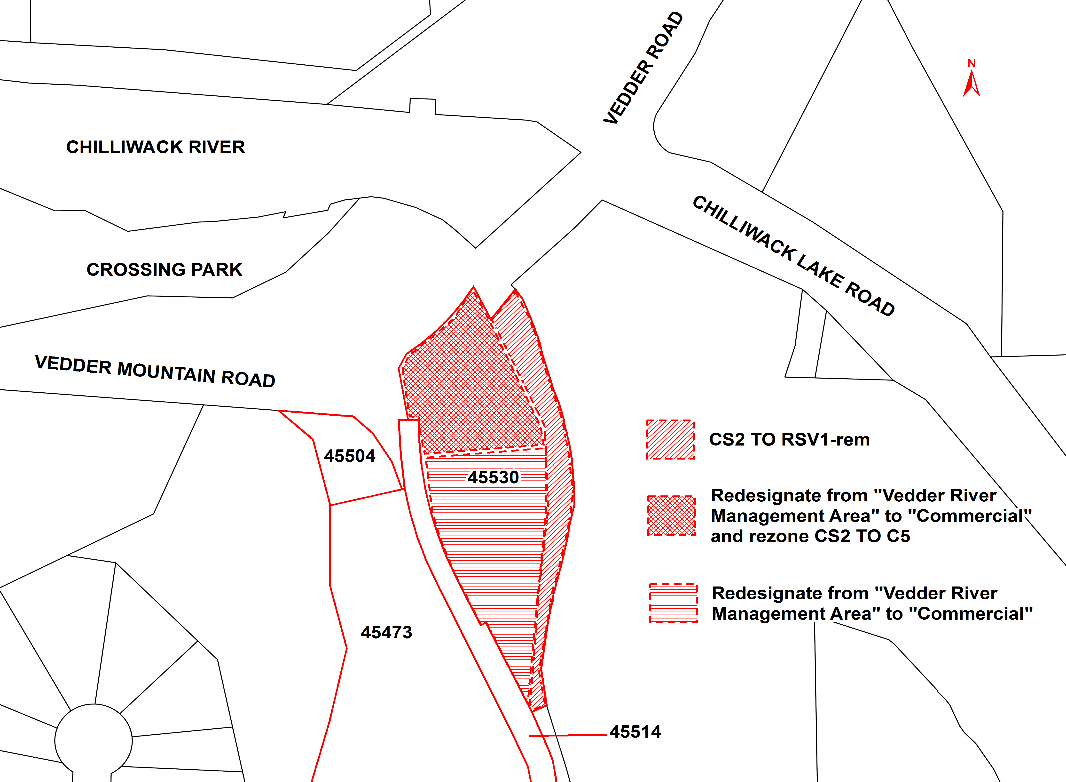 VEDDER ROAD
N
CHILLIWACK RIVER
CHILLIWACK LAKE ROAD
CROSSING PARK
VEDDER MOUNTAIN ROAD
45504
45530
CS2 TO RSV1-rem
Redesignate from "Vedder River
Management Area" to "Commercial"
and rezone CS2 TO C5
Redesignate from "Vedder River
Management Area" to "Commercial"
45473
45514